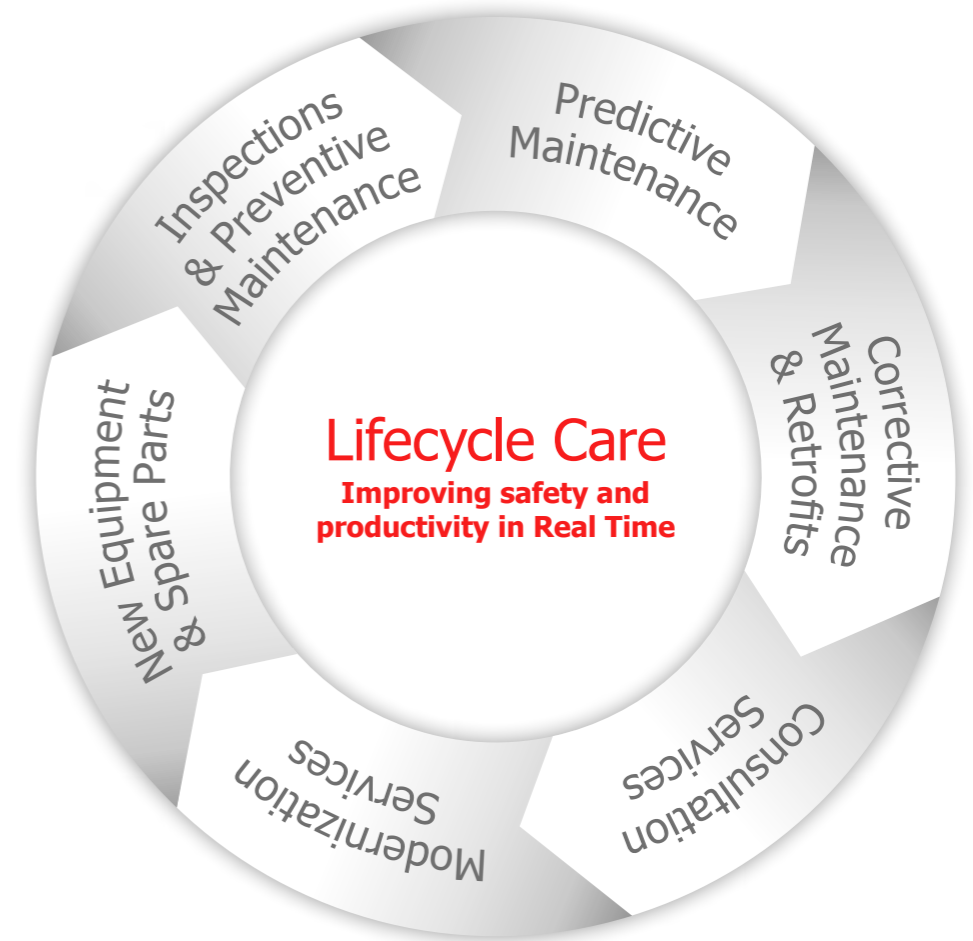 Inspections
& Preventive
Maintenance
Predictive
Maintenance
Corrective
Maintenance
& Retrofits
Consultation
Services
Modernization
Services
New Equipment
& Spare Parts
Lifecycle Care
Improving safety and
productivity in Real Time